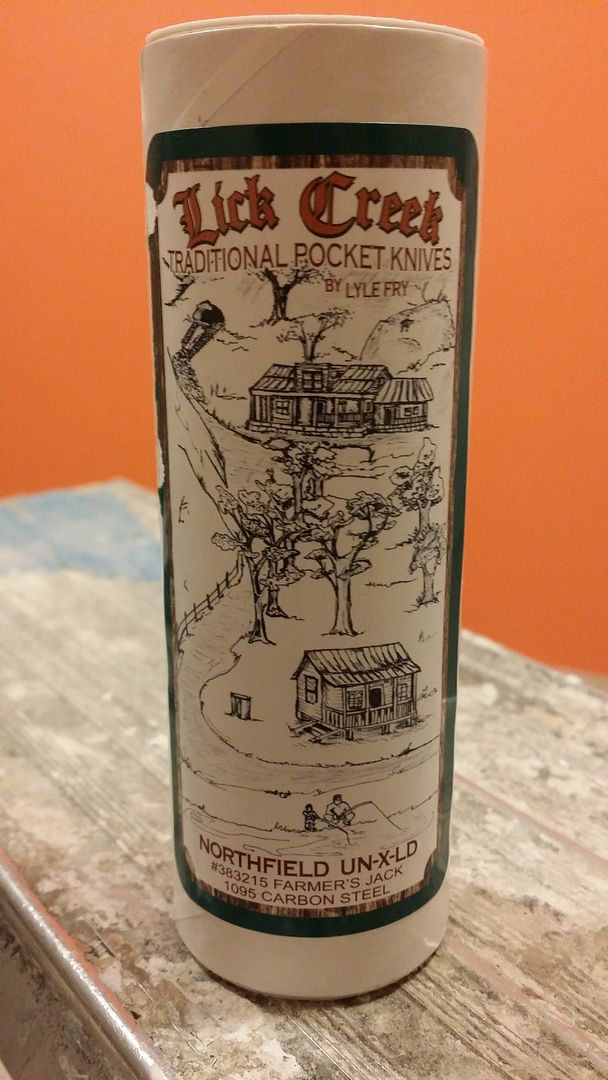 Lick Creek
TRADITIONAL POCKET KNIVES
BY LYLE FRY
NORTHFIELD UN-X-LD
#383215 FARMER'S JACK
1095 CARBON STEEL